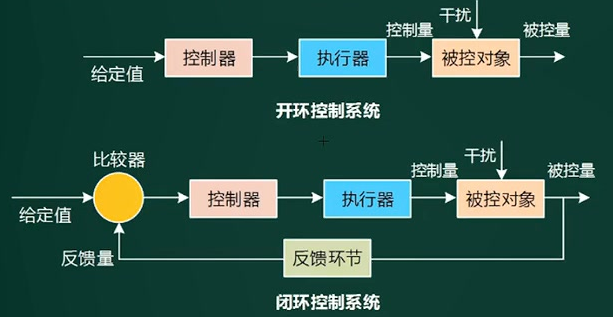 干扰
控制量
被控量
控制器
执行器
被控对象
给定值
开环控制系统
比较器
干扰
控制量
被控量
控制器
执行器
被控对象
给定值
反馈量
反馈环节
闭环控制系统